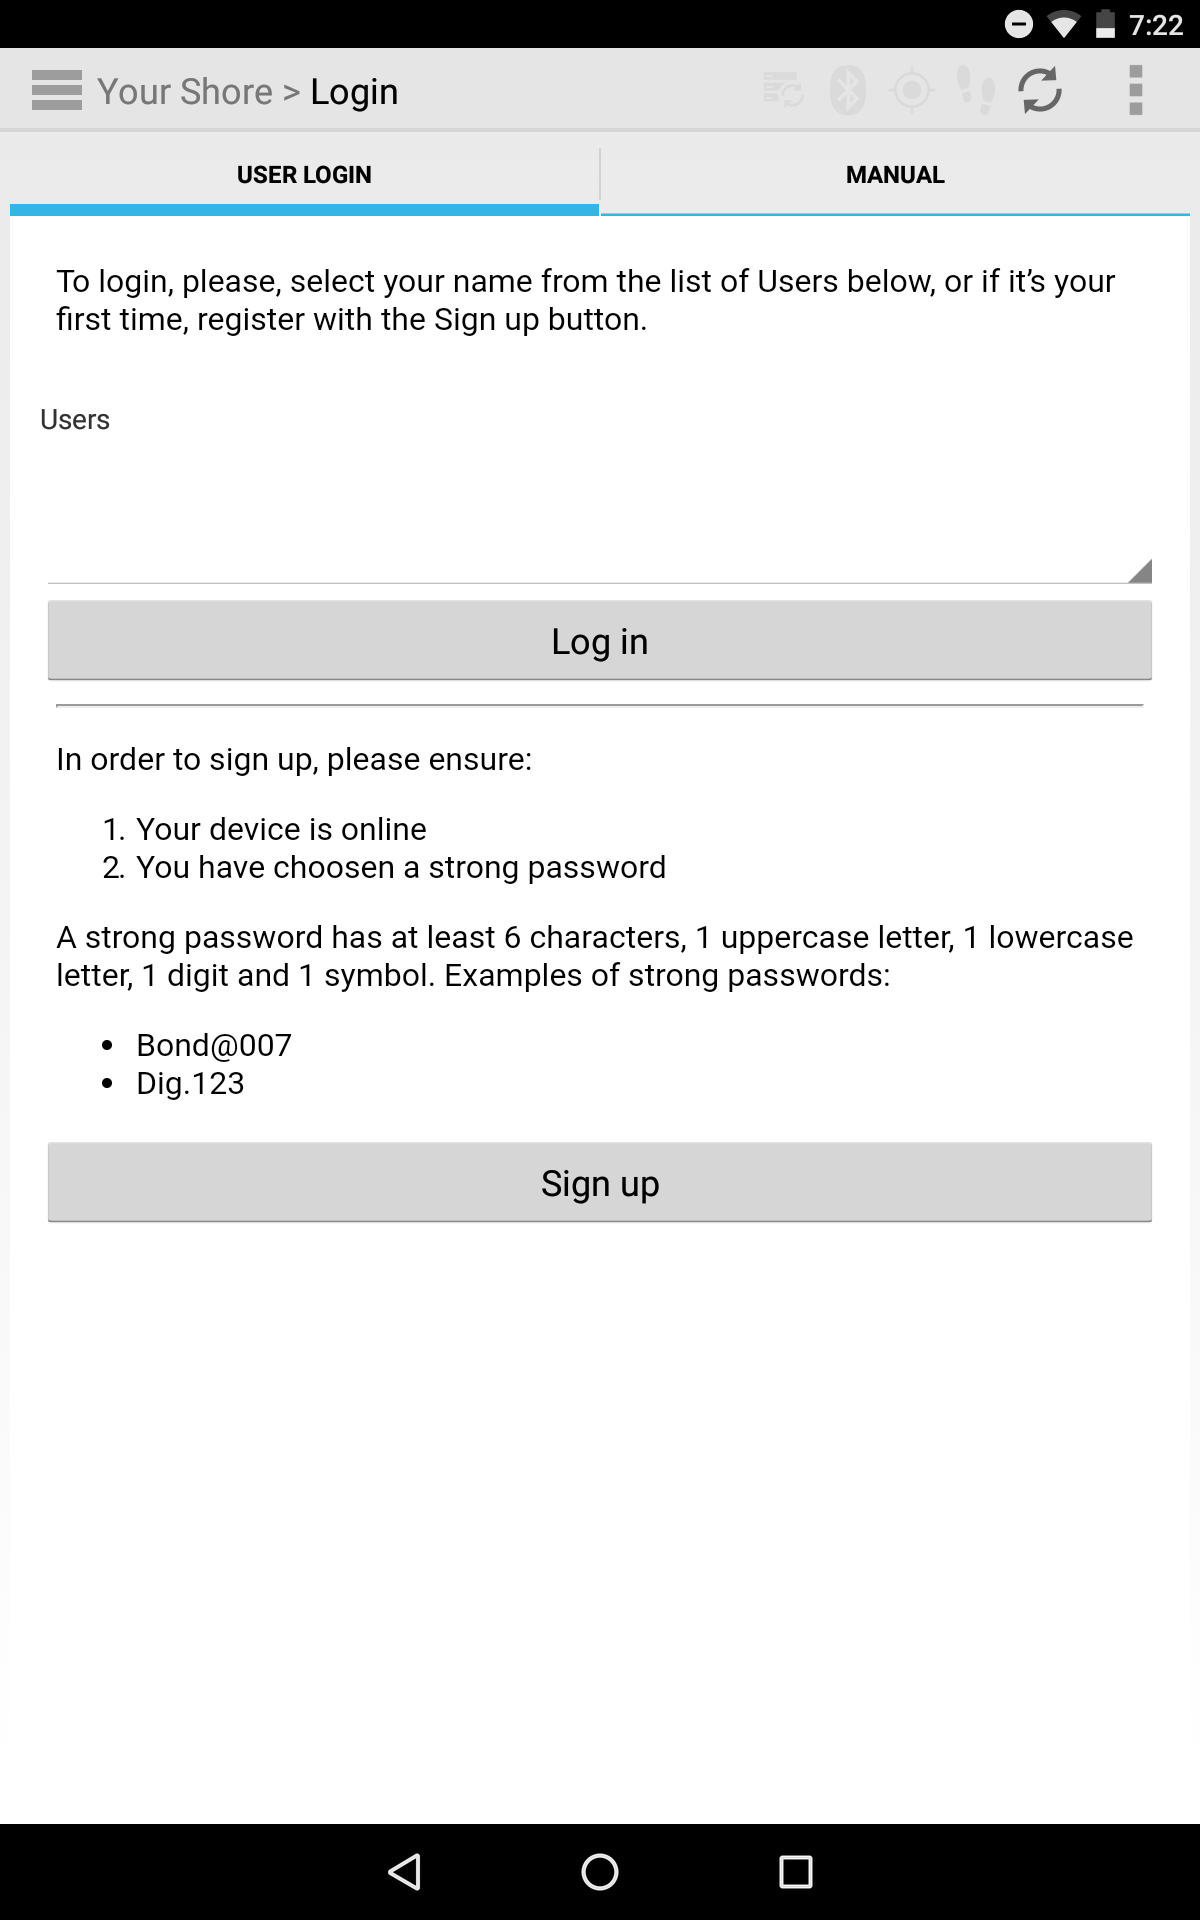 7:22
Your Shore > Login
USER LOGIN
MANUAL
To login, please, select your name from the list of Users below, or if it’s your
first time, register with the Sign up button.
Users
Log in
In order to sign up, please ensure:
1. Your device is online
2. You have choosen a strong password
A strong password has at least 6 characters, 1 uppercase letter, 1 lowercase
letter, 1 digit and 1 symbol. Examples of strong passwords:
• Bond@007
• Dig.123
Sign up